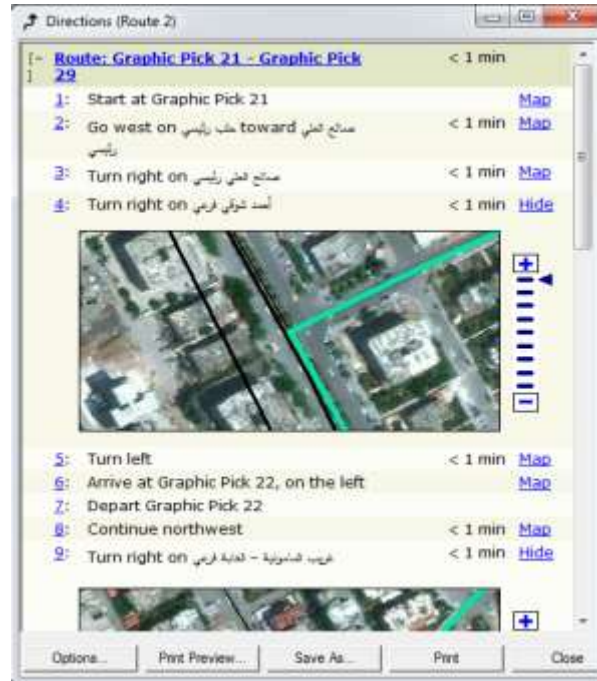 Directions (Route 2)
[-] Route: Graphic Pick 21 - Graphic Pick 29 < 1 min
1: Start at Graphic Pick 21 Map
2: Go west on حلب رئيسي toward صالح العلي رئيسي < 1 min Map
3: Turn right on صالح العلي رئيسي < 1 min Map
4: Turn right on أحمد شوقي فرعي < 1 min Hide
+
-
5: Turn left < 1 min Map
6: Arrive at Graphic Pick 22, on the left Map
7: Depart Graphic Pick 22
8: Continue northwest < 1 min Map
9: Turn right on غريب - فرعي < 1 min Hide
+
Options... Print Preview... Save As... Print Close